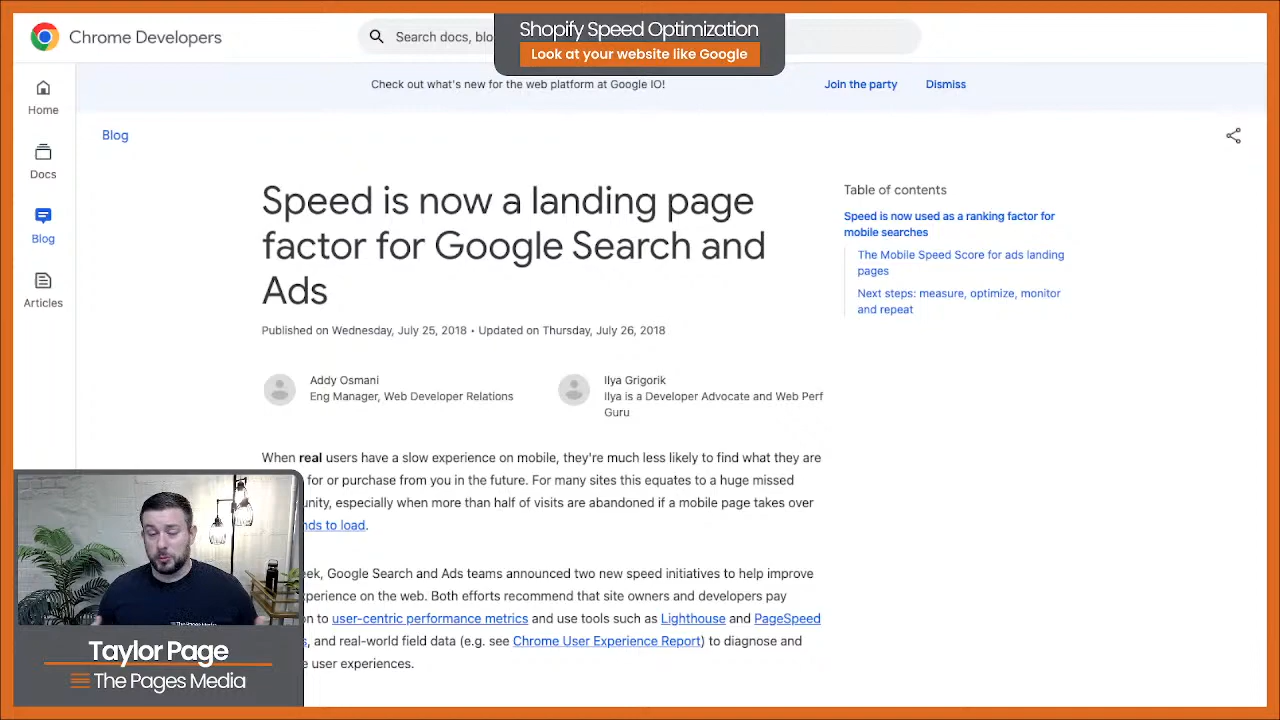 Chrome Developers
Search docs, blo
Shopify Speed Optimization
Look at your website like Google
Check out what's new for the web platform at Google IO!
Join the party
Dismiss
Home
Docs
Blog
Articles
Blog
Speed is now a landing page
factor for Google Search and
Ads
Published on Wednesday, July 25, 2018 • Updated on Thursday, July 26, 2018
Addy Osmani
Eng Manager, Web Developer Relations
Ilya Grigorik
Ilya is a Developer Advocate and Web Perf
Guru
Table of contents
Speed is now used as a ranking factor for
mobile searches
The Mobile Speed Score for ads landing
pages
Next steps: measure, optimize, monitor
and repeat
When real users have a slow experience on mobile, they're much less likely to find what they are
for or purchase from you in the future. For many sites this equates to a huge missed
unity, especially when more than half of visits are abandoned if a mobile page takes over
nds to load.
eek, Google Search and Ads teams announced two new speed initiatives to help improve
xperience on the web. Both efforts recommend that site owners and developers pay
on to user-centric performance metrics and use tools such as Lighthouse and PageSpeed
s, and real-world field data (e.g. see Chrome User Experience Report) to diagnose and
e user experiences.
Taylor Page
The Pages Media